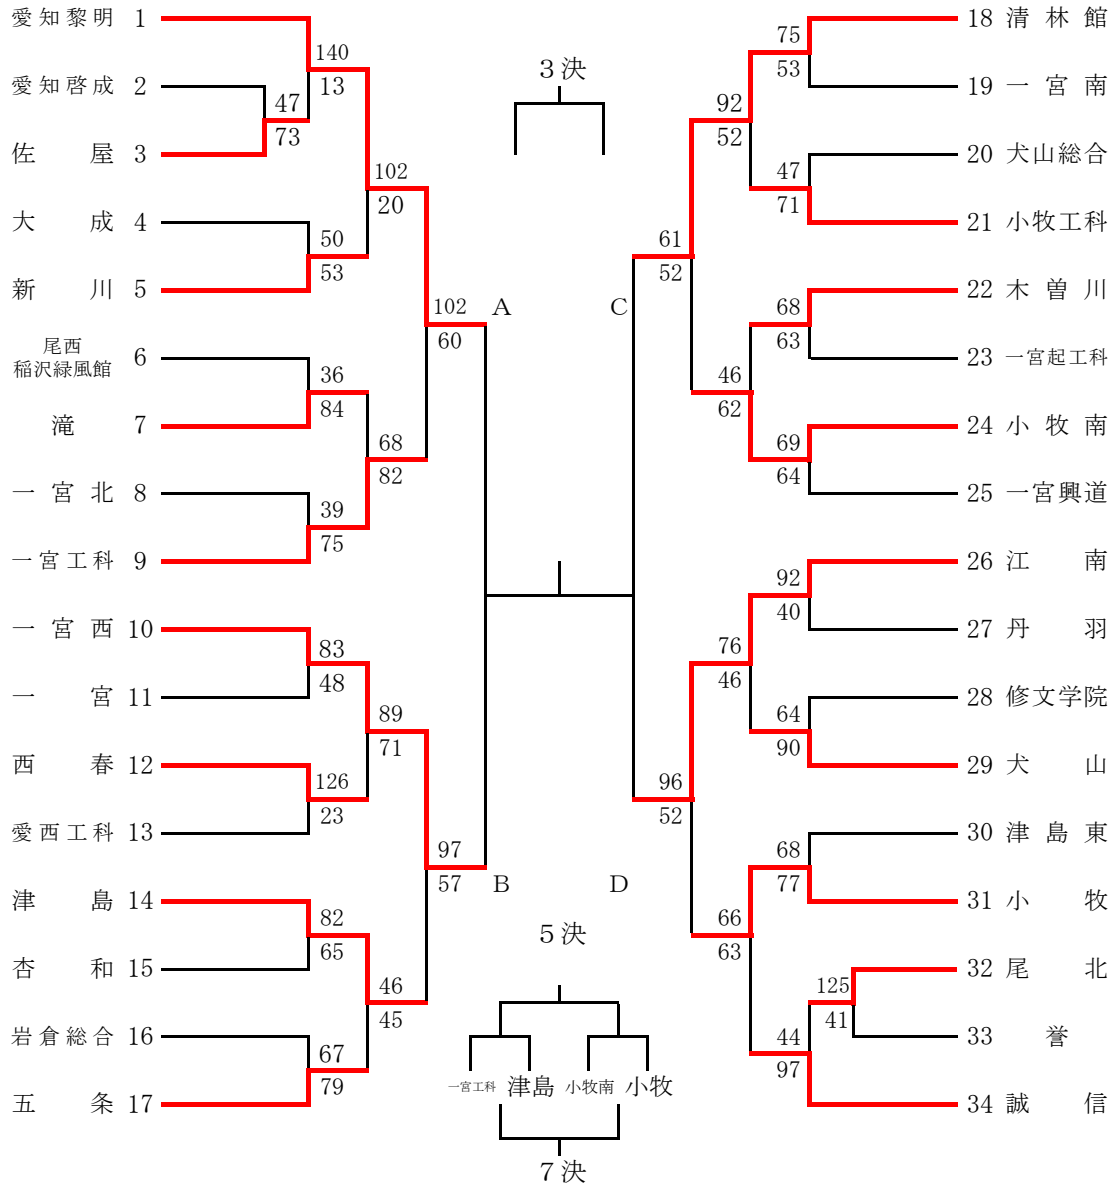 愛知黎明 1
140
13
愛知啓成 2
47
73
佐屋 3
102
20
大成 4
50
53
新川 5
102
60
A
尾西
稲沢緑風館 6
36
84
滝 7
68
82
一宮北 8
39
75
一宮工科 9
一宮西 10
83
48
一宮 11
89
71
西春 12
126
23
愛西工科 13
97
57
B
津島 14
82
65
杏和 15
46
45
岩倉総合 16
67
79
五条 17
3決
18 清林館
75
53
19 一宮南
92
52
20 犬山総合
47
71
21 小牧工科
61
52
C
22 木曽川
68
63
23 一宮起工科
46
62
24 小牧南
69
64
25 一宮興道
26 江南
92
40
27 丹羽
76
46
28 修文学院
64
90
29 犬山
96
52
D
30 津島東
68
77
31 小牧
66
63
32 尾北
125
41
33 誉
44
97
34 誠信
5決
一宮工科 津島 小牧南 小牧
7決